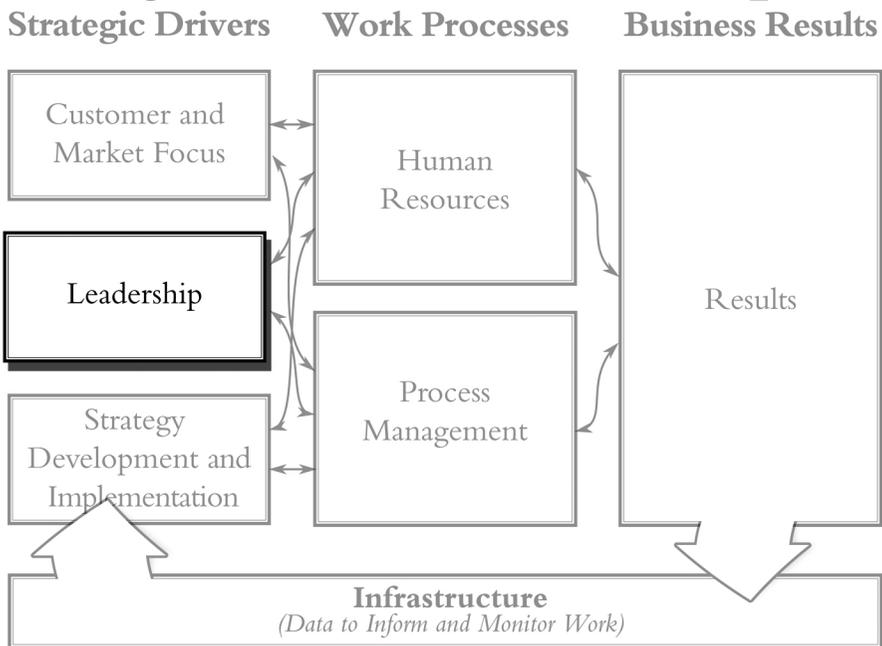 Strategic Drivers
Work Processes
Business Results
Customer and
Market Focus
Leadership
Strategy
Development and
Implementation
Human
Resources
Process
Management
Results
Infrastructure
(Data to Inform and Monitor Work)